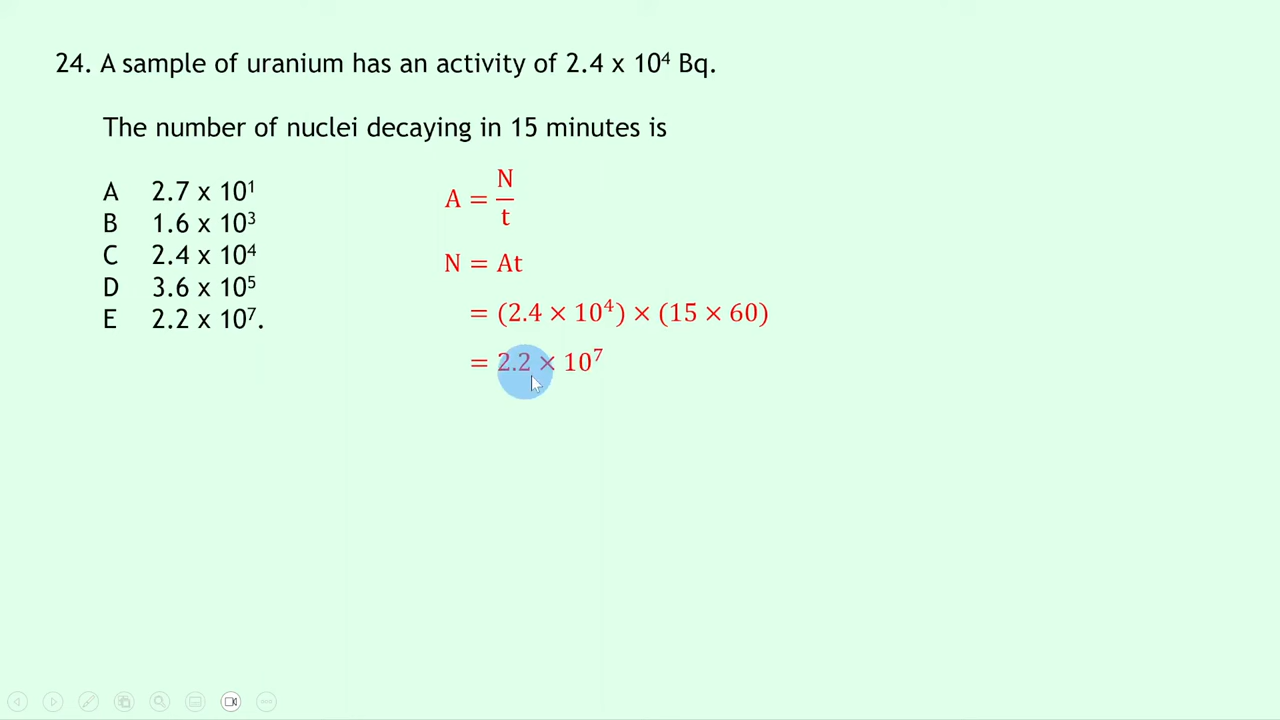 24. A sample of uranium has an activity of 2.4 x 10⁴ Bq.
The number of nuclei decaying in 15 minutes is
A 2.7 x 10¹
B 1.6 x 10³
C 2.4 x 10⁴
D 3.6 x 10⁵
E 2.2 x 10⁷.
A = N/t
N = At
= (2.4 × 10⁴) × (15 × 60)
= 2.2 × 10⁷